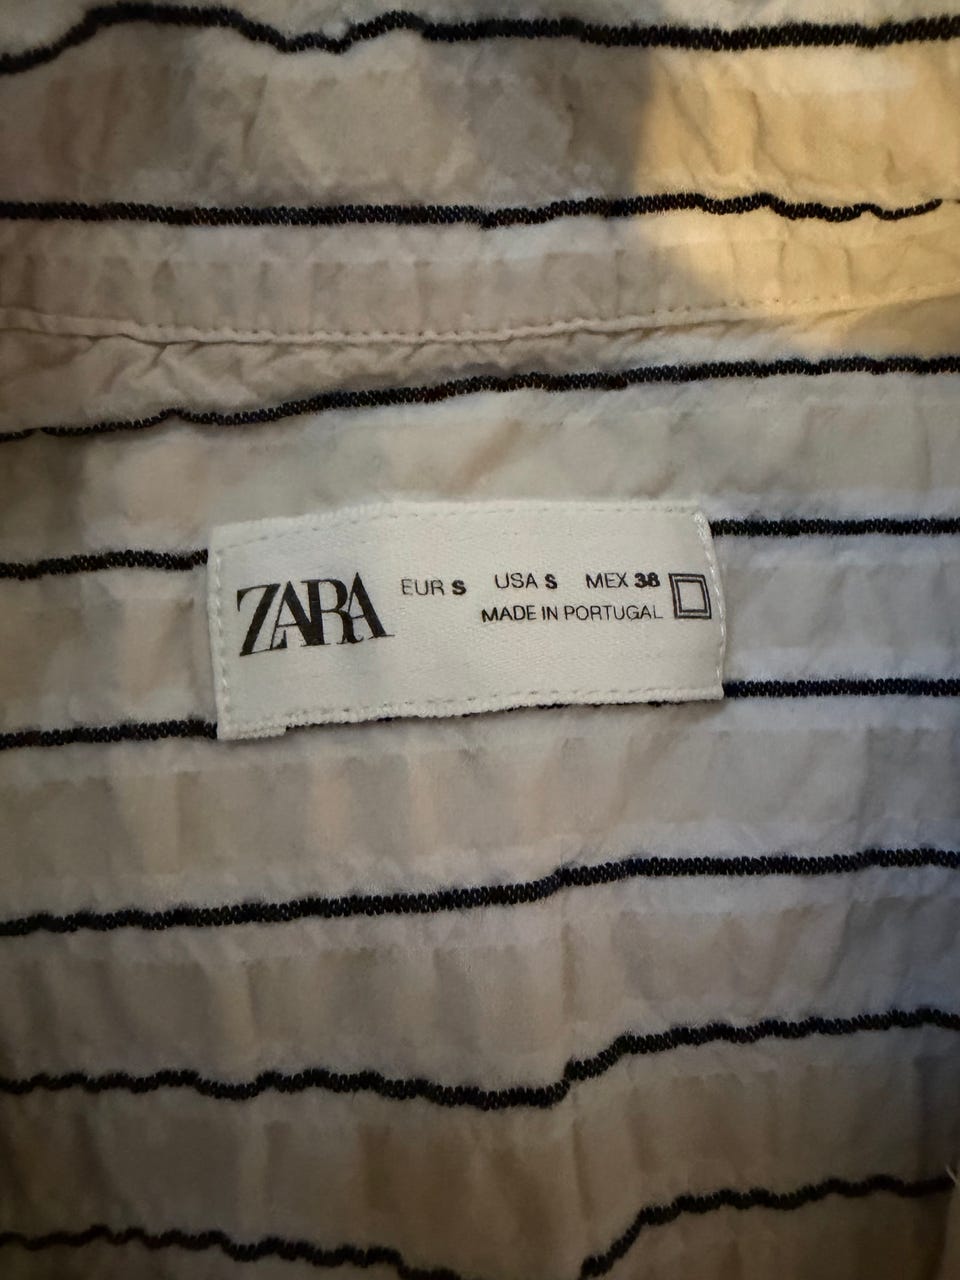 ZARA
EUR S USA S MEX 38
MADE IN PORTUGAL